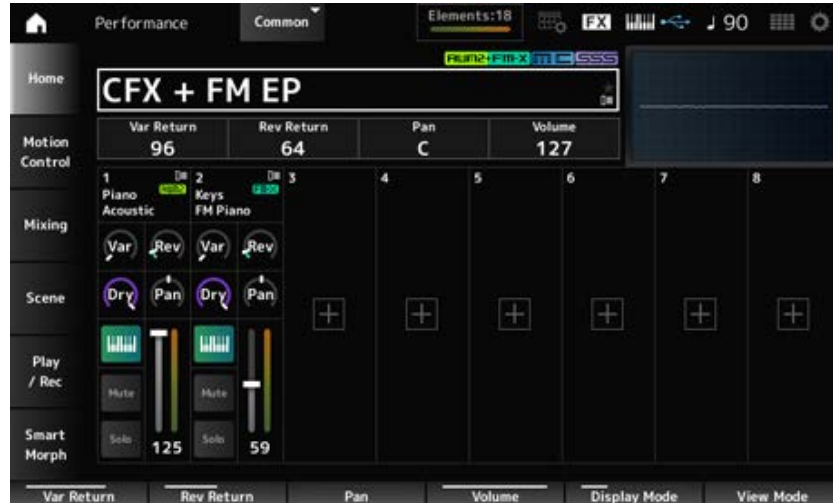 Performance
Common
Elements:18
FX
♩ 90
Home
AWM2+FM-X MC SSS
CFX + FM EP
Var Return
Rev Return
Pan
Volume
96
64
C
127
Motion
Control
1
2
3
4
5
6
7
8
Piano
Acoustic
Keys
FM Piano
Mixing
Var
Rev
Var
Rev
Scene
Dry
Pan
Dry
Pan
Play
/ Rec
Mute
Mute
Smart
Morph
Solo
125
Solo
59
Var Return
Rev Return
Pan
Volume
Display Mode
View Mode